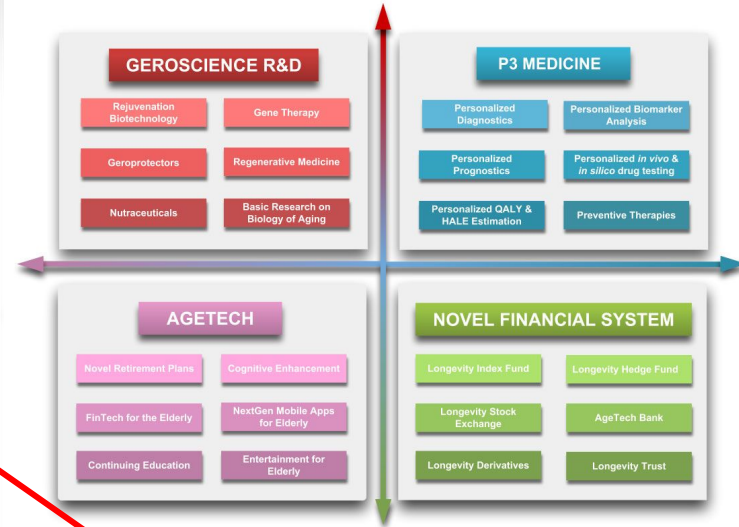 GEROSCIENCE R&D
Rejuvenation
Biotechnology
Gene Therapy
Geroprotectors
Regenerative Medicine
Nutraceuticals
Basic Research on
Biology of Aging
P3 MEDICINE
Personalized
Diagnostics
Personalized Biomarker
Analysis
Personalized
Prognostics
Personalized in vivo &
in silico drug testing
Personalized QALY &
HALE Estimation
Preventive Therapies
AGETECH
Novel Retirement Plans
Cognitive Enhancement
FinTech for the Elderly
NextGen Mobile Apps
for Elderly
Continuing Education
Entertainment for
Elderly
NOVEL FINANCIAL SYSTEM
Longevity Index Fund
Longevity Hedge Fund
Longevity Stock
Exchange
AgeTech Bank
Longevity Derivatives
Longevity Trust